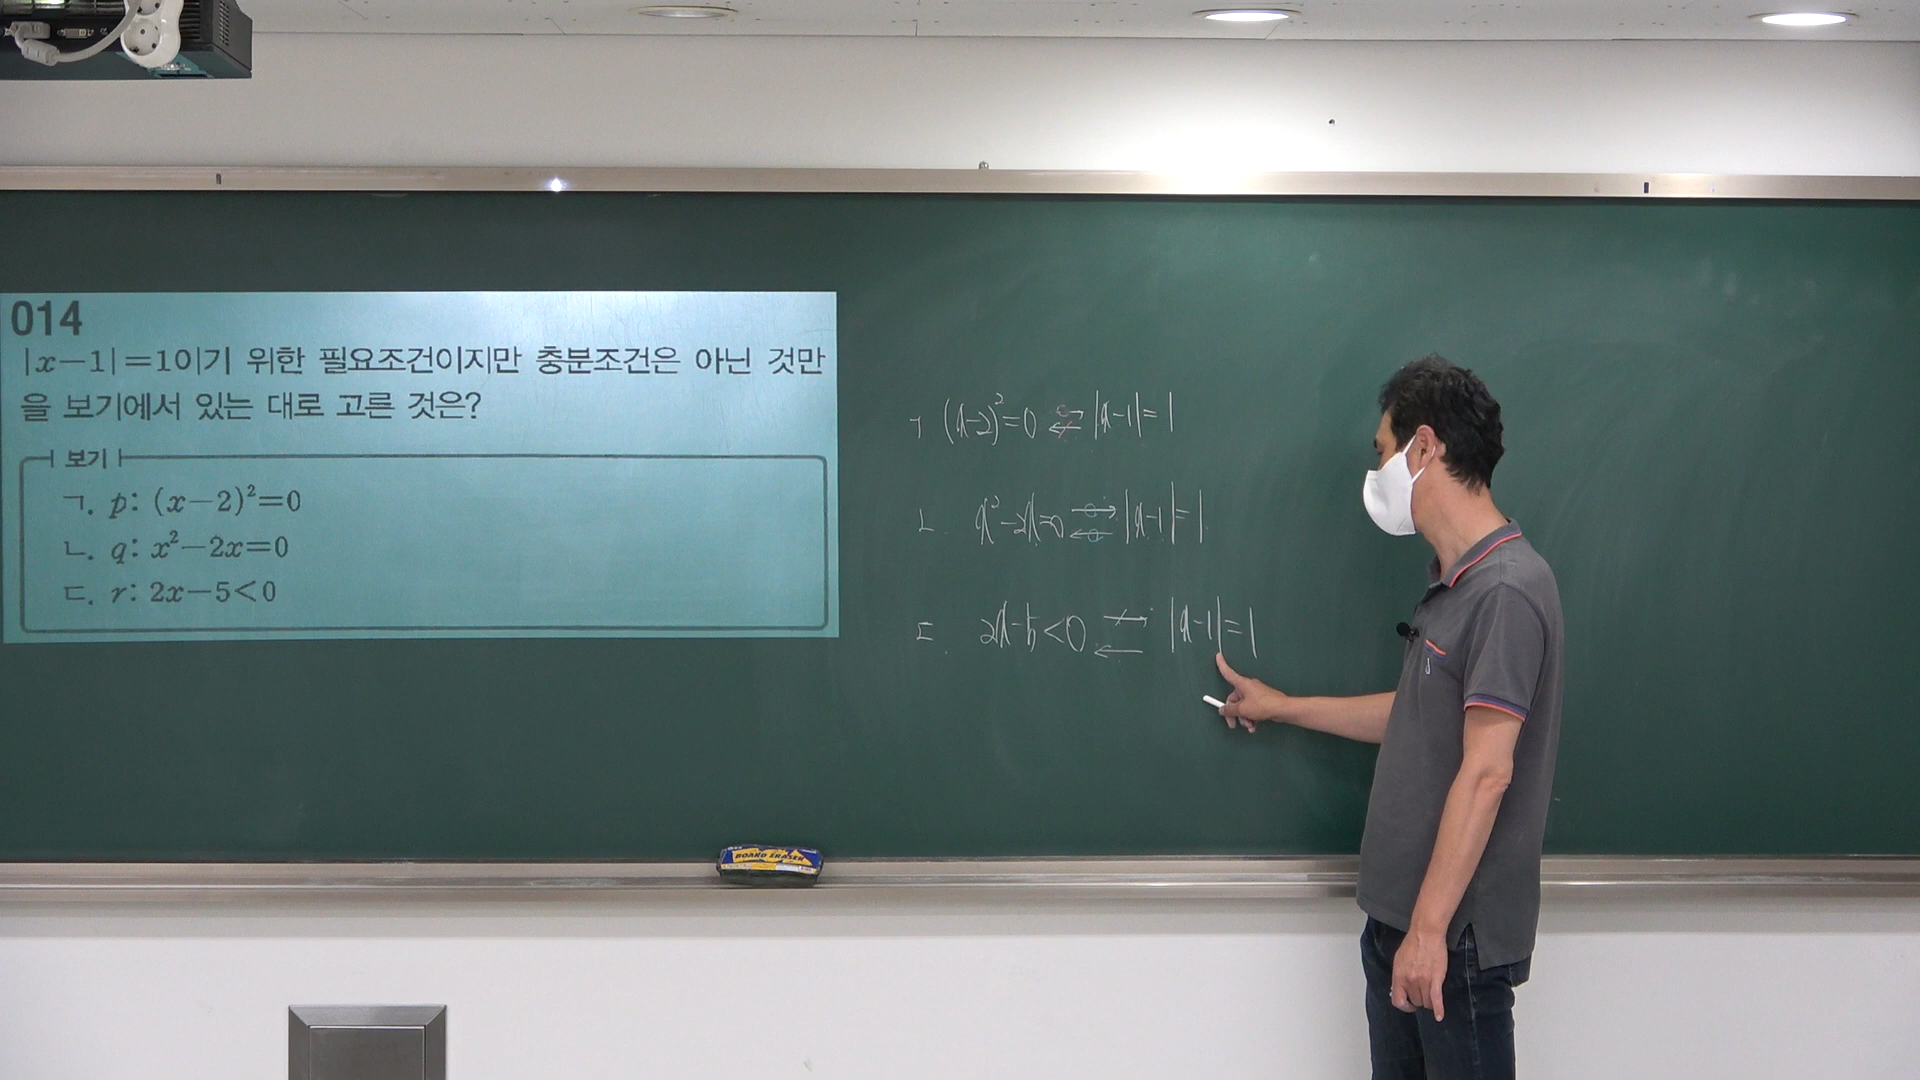 014
|x-1|=1이기 위한 필요조건이지만 충분조건은 아닌 것만
을 보기에서 있는 대로 고른 것은?
보기
ㄱ. p: (x-2)²=0
ㄴ. q: x²-2x=0
ㄷ. r: 2x-5<0
ㄱ (x-2)²=0 ⇄ |x-1|=1
ㄴ. x²-2x=0 ⇄ |x-1|=1
ㄷ. 2x-5<0 ⇄ |x-1|=1
BOARD ERASER